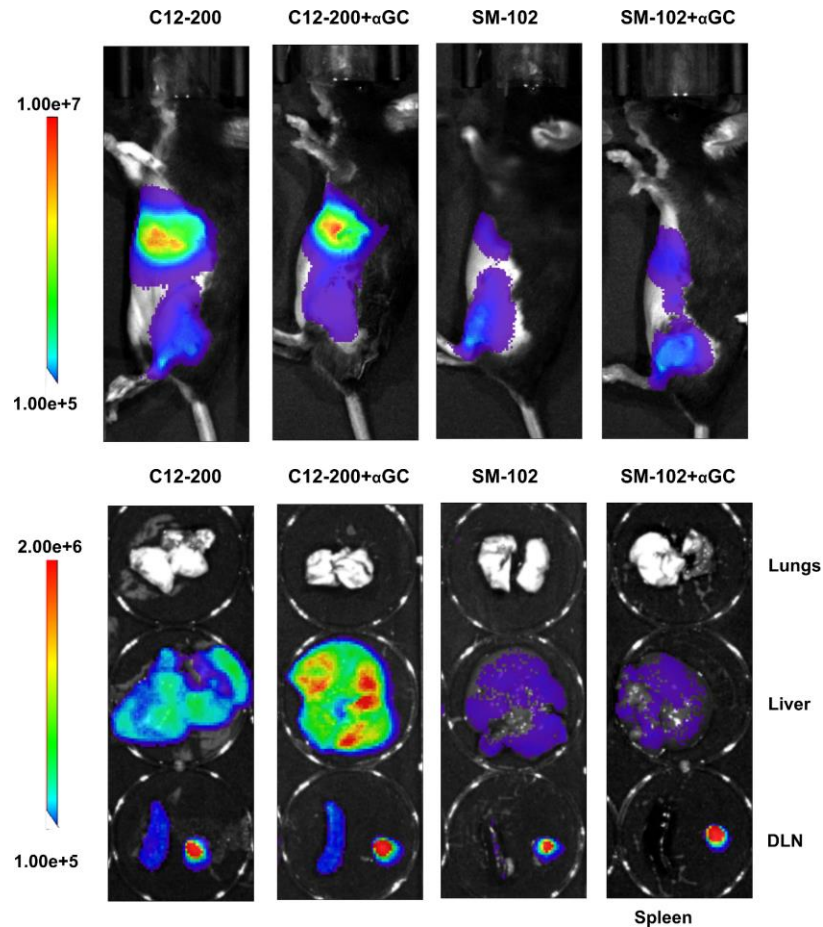 C12-200 C12-200+αGC SM-102 SM-102+αGC
1.00e+7
1.00e+5
C12-200 C12-200+αGC SM-102 SM-102+αGC
2.00e+6
Lungs
Liver
1.00e+5
DLN
Spleen